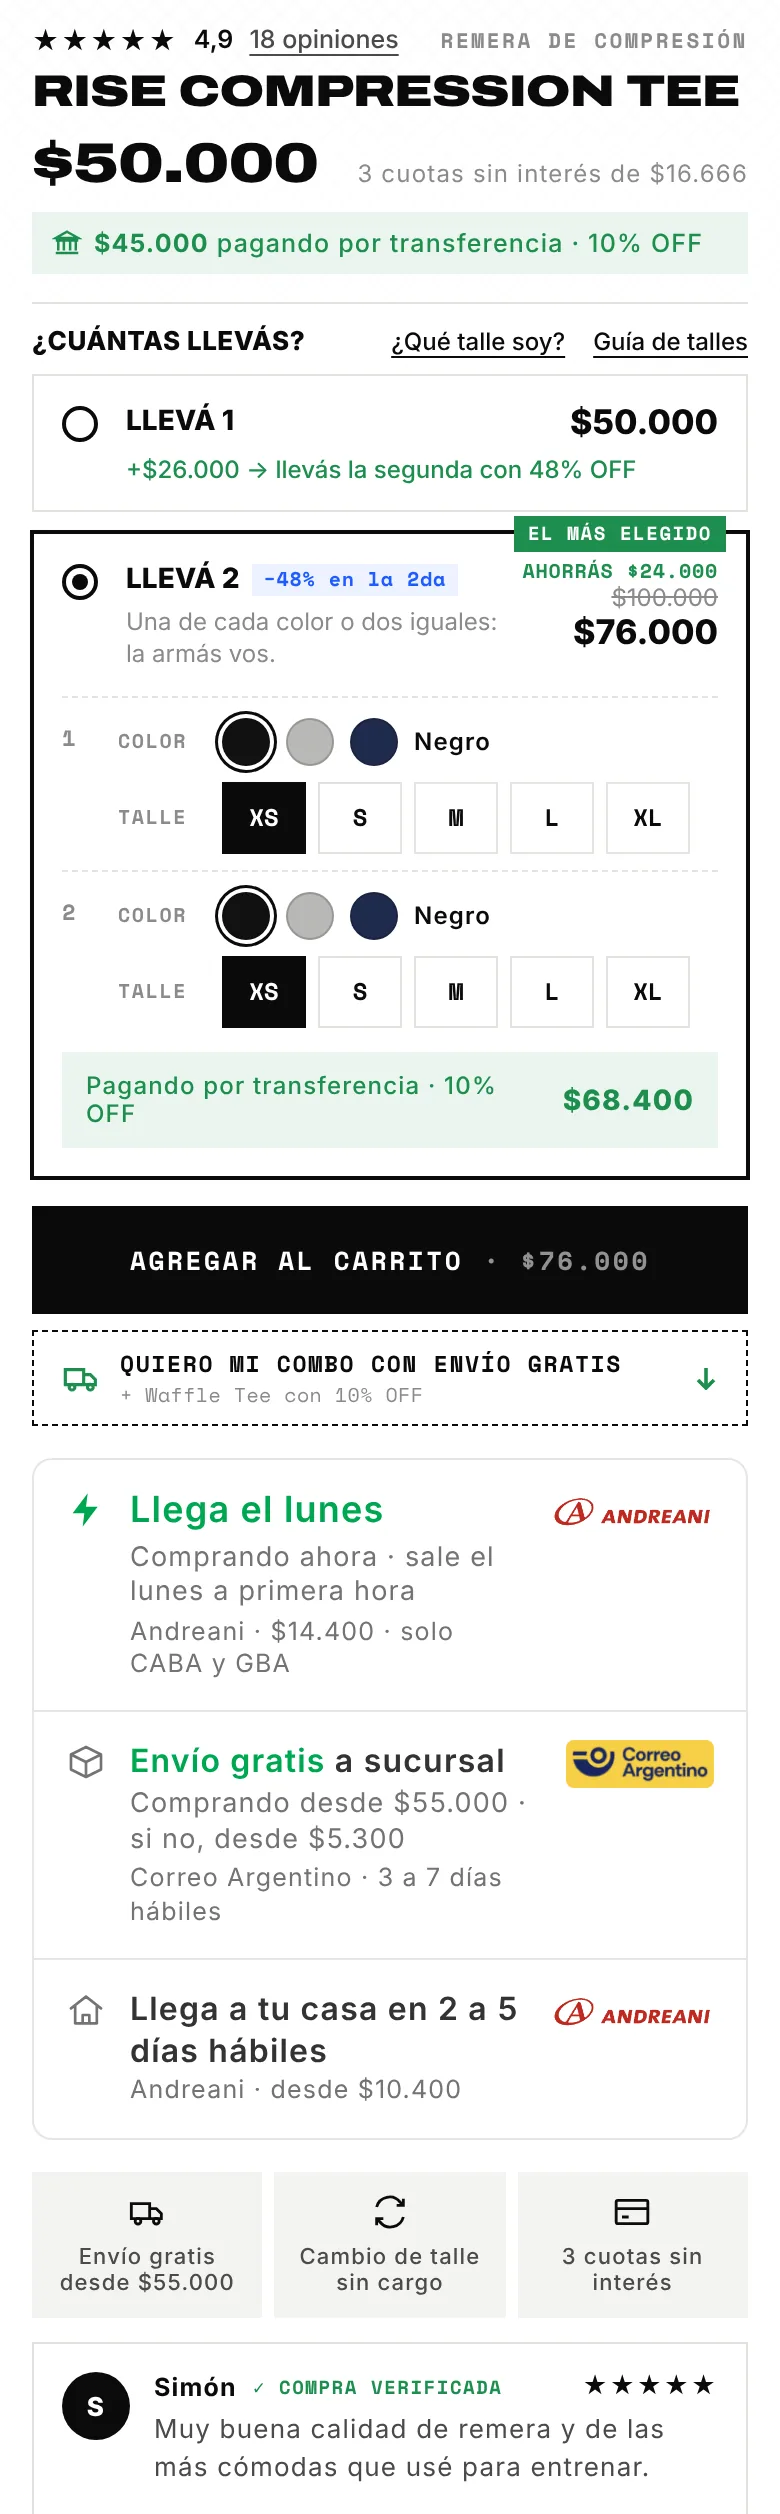 ★★★★★ 4,9 18 opiniones REMERA DE COMPRESIÓN
RISE COMPRESSION TEE
$50.000 3 cuotas sin interés de $16.666
$45.000 pagando por transferencia · 10% OFF
¿CUÁNTAS LLEVÁS? ¿Qué talle soy? Guía de talles
LLEVÁ 1 $50.000
+$26.000 → llevás la segunda con 48% OFF
EL MÁS ELEGIDO
LLEVÁ 2 -48% en la 2da AHORRÁS $24.000
$100.000
Una de cada color o dos iguales: $76.000
la armás vos.
1 COLOR Negro
TALLE XS S M L XL
2 COLOR Negro
TALLE XS S M L XL
Pagando por transferencia · 10% $68.400
OFF
AGREGAR AL CARRITO · $76.000
QUIERO MI COMBO CON ENVÍO GRATIS ↓
+ Waffle Tee con 10% OFF
Llega el lunes A ANDREANI
Comprando ahora · sale el
lunes a primera hora
Andreani · $14.400 · solo
CABA y GBA
Envío gratis a sucursal Correo
Argentino
Comprando desde $55.000 ·
si no, desde $5.300
Correo Argentino · 3 a 7 días
hábiles
Llega a tu casa en 2 a 5 A ANDREANI
días hábiles
Andreani · desde $10.400
Envío gratis
desde $55.000
Cambio de talle
sin cargo
3 cuotas sin
interés
S Simón ✓ COMPRA VERIFICADA ★★★★★
Muy buena calidad de remera y de las
más cómodas que usé para entrenar.